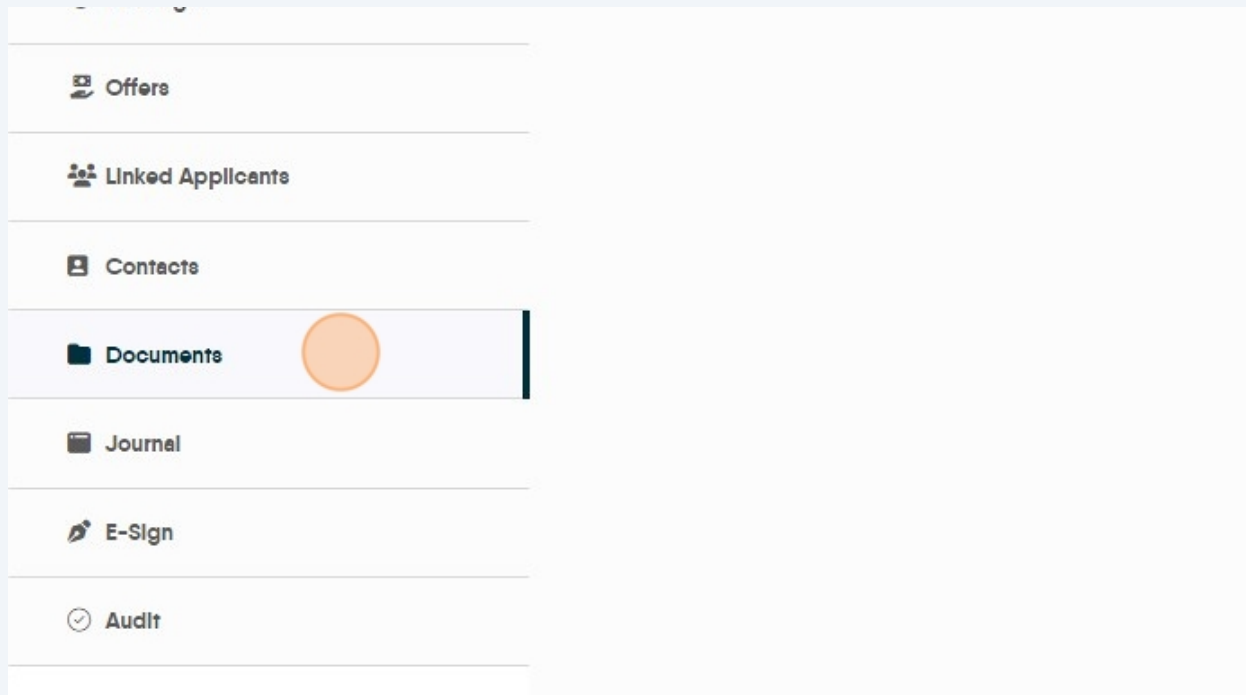 Offers
Linked Applicants
Contacts
Documents
Journal
E-Sign
Audit